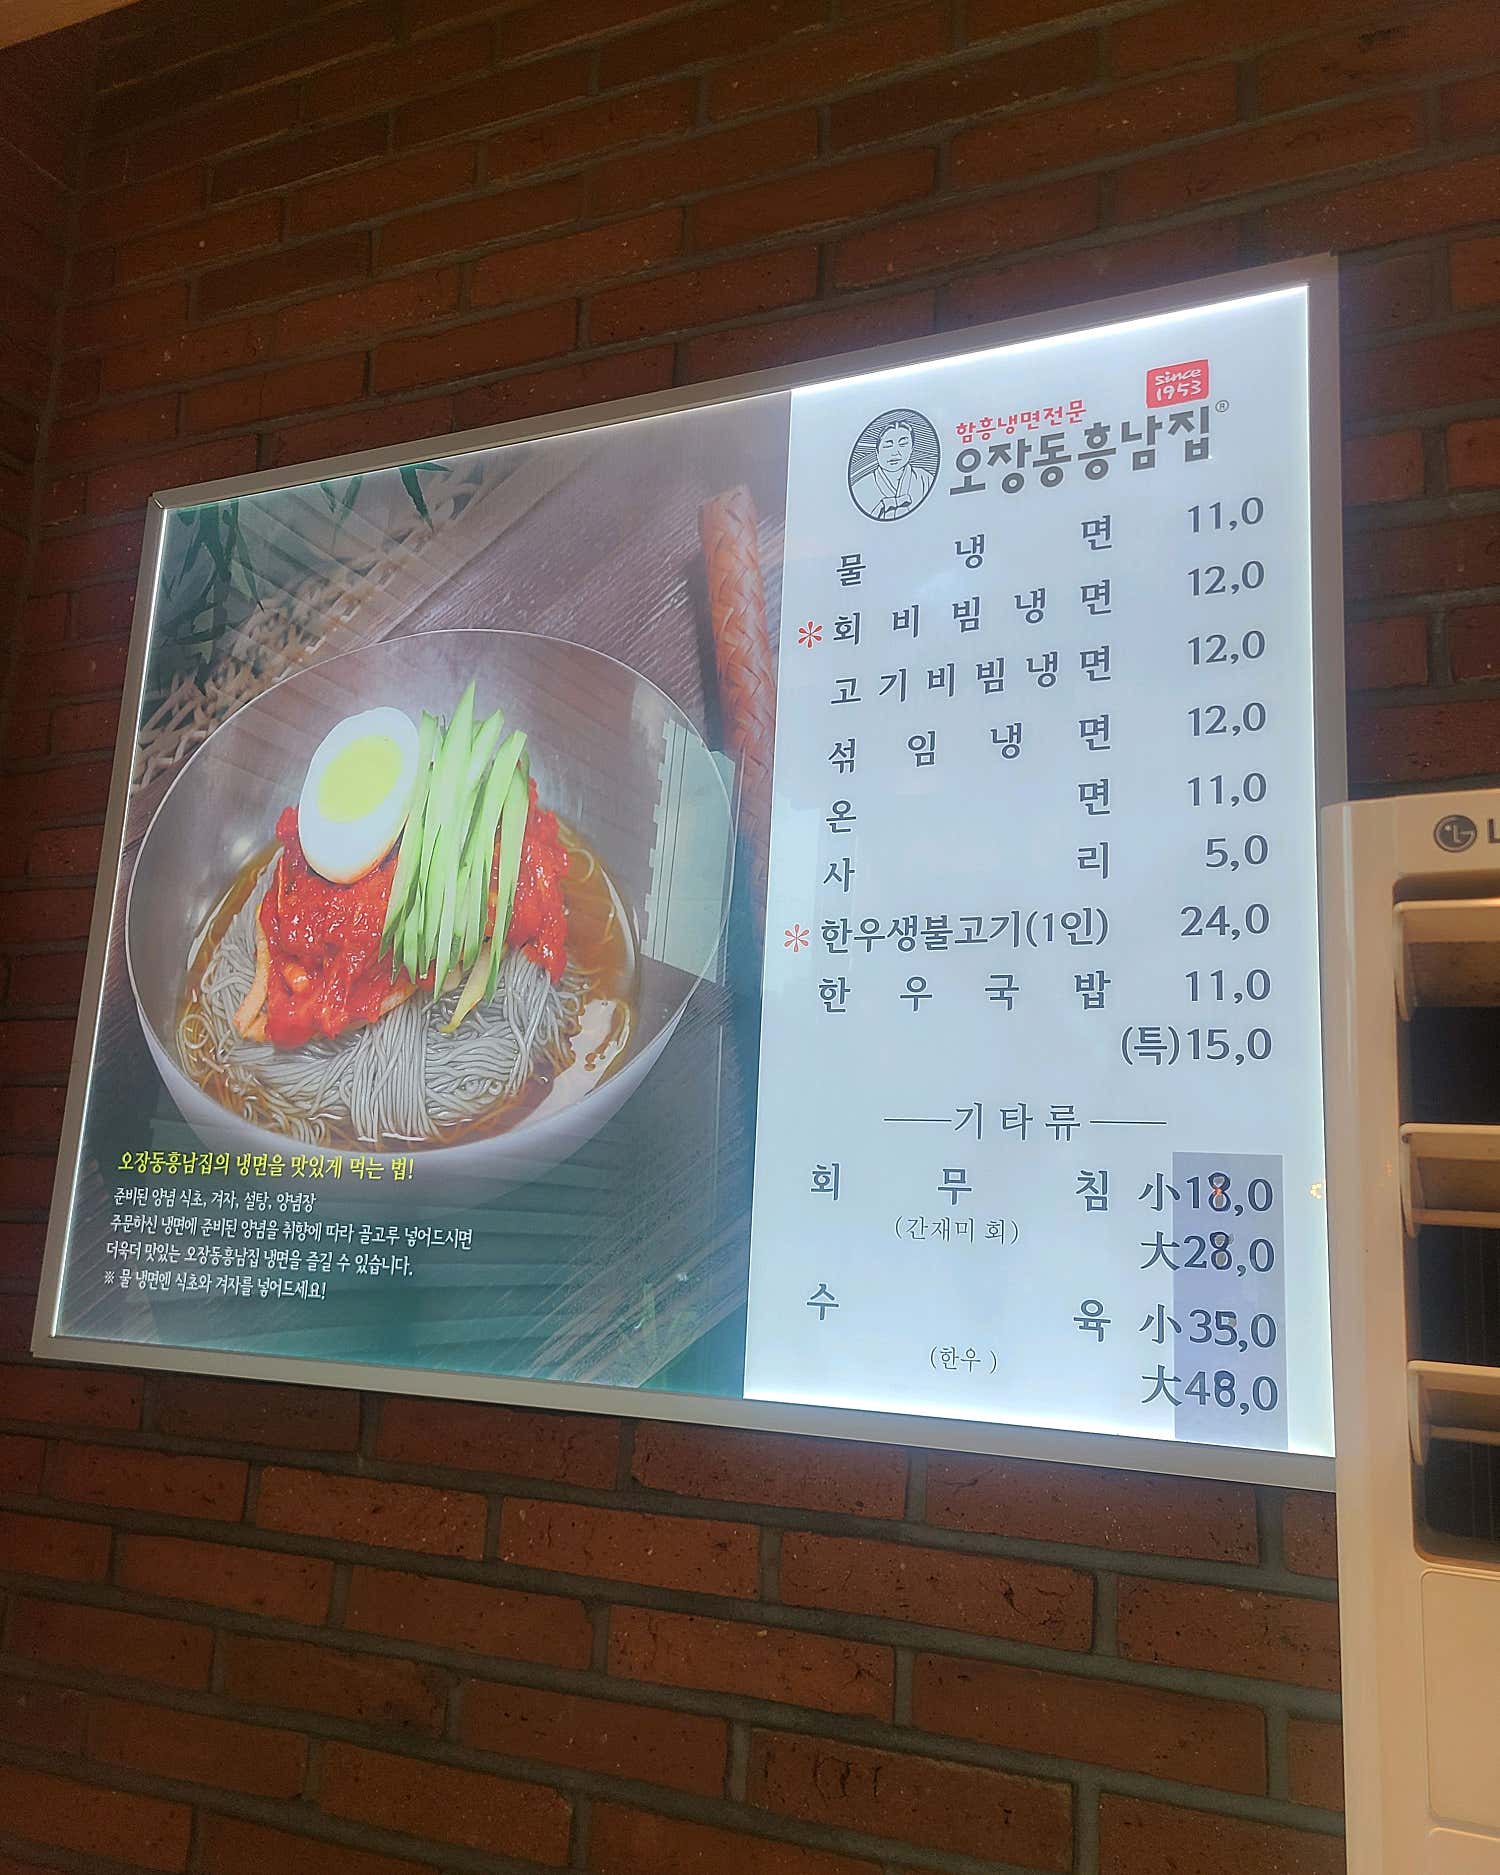 since
1953
함흥냉면전문
오장동흥남집®
물냉면 11,0
*회비빔냉면 12,0
고기비빔냉면 12,0
섞임냉면 12,0
온면 11,0
사리 5,0
*한우생불고기(1인) 24,0
한우국밥 11,0
(특)15,0
기타류
회무침 小18,0
(간재미 회)
大28,0
수육 小35,0
(한우)
大48,0
오장동흥남집의 냉면을 맛있게 먹는 법!
준비된 양념 식초, 겨자, 설탕, 양념장
주문하신 냉면에 준비된 양념을 취향에 따라 골고루 넣어드시면
더욱더 맛있는 오장동흥남집 냉면을 즐길 수 있습니다.
※ 물 냉면엔 식초와 겨자를 넣어드세요!
LG